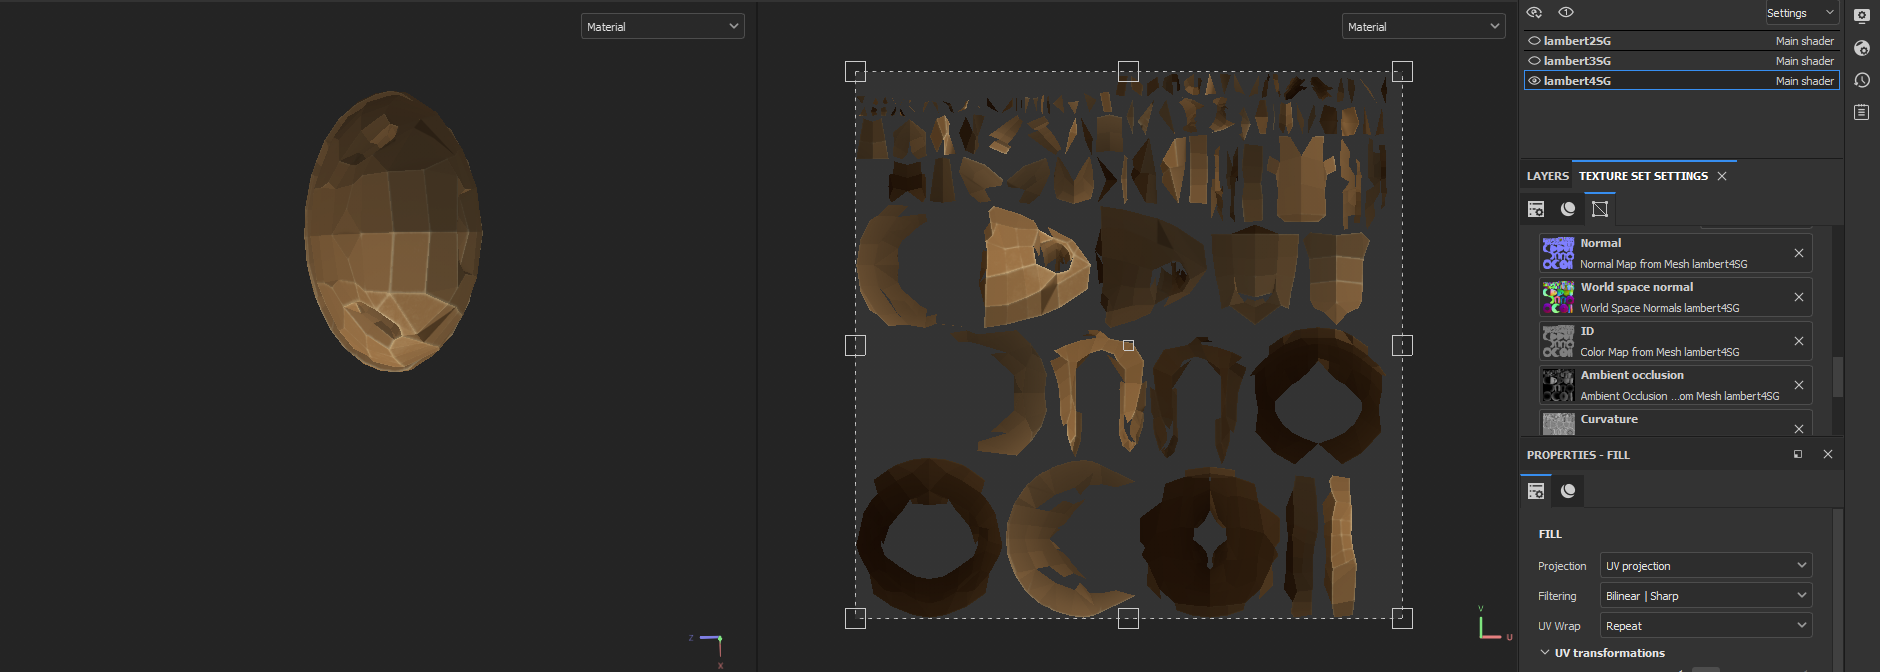 Material
Material
Settings
lambert2SG Main shader
lambert3SG Main shader
lambert4SG Main shader
LAYERS TEXTURE SET SETTINGS
Normal
Normal Map from Mesh lambert4SG
World space normal
World Space Normals lambert4SG
ID
Color Map from Mesh lambert4SG
Ambient occlusion
Ambient Occlusion ...om Mesh lambert4SG
Curvature
PROPERTIES - FILL
FILL
Projection UV projection
Filtering Bilinear | Sharp
UV Wrap Repeat
UV transformations
Z
X
V
U